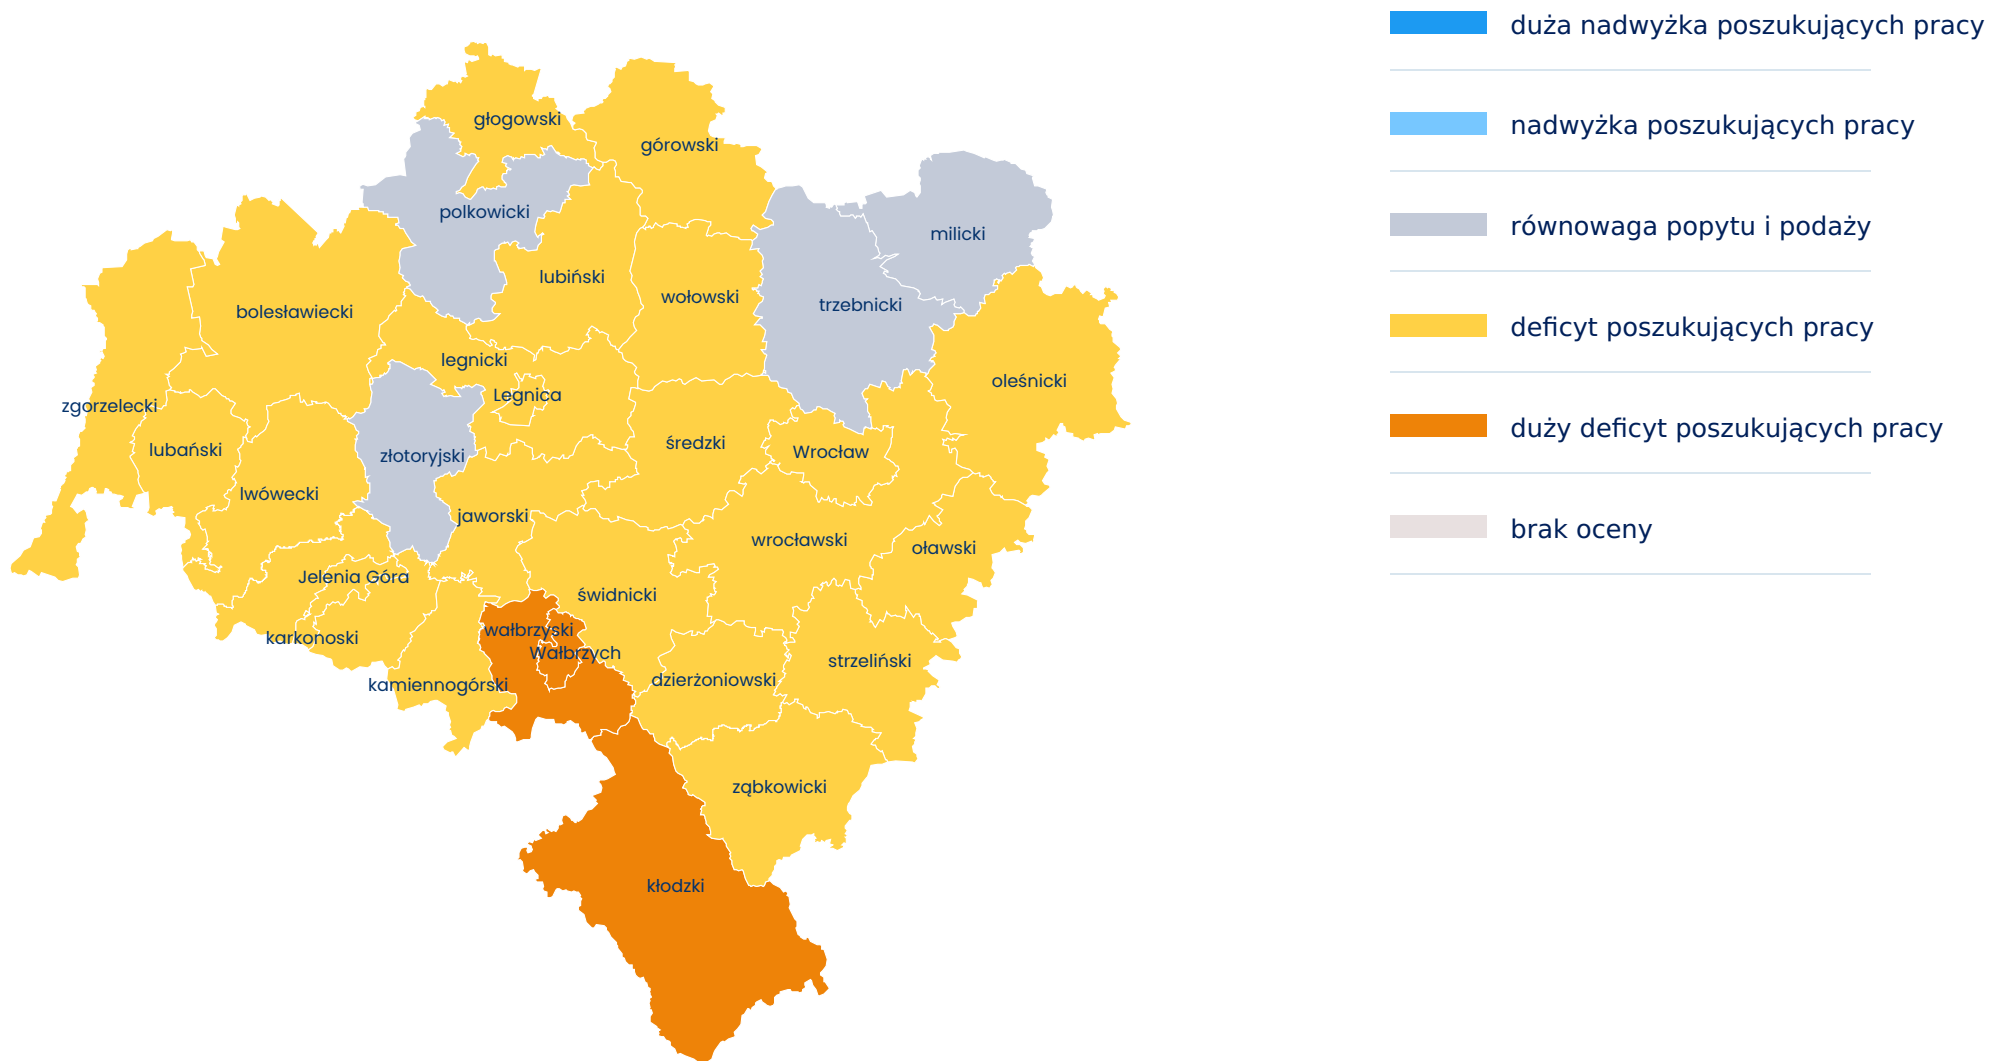 głogowski
górowski
polkowicki
milicki
lubiński
wołowski
trzebnicki
bolesławiecki
legnicki
Legnica
oleśnicki
zgorzelecki
lubański
złotoryjski
średzki
Wrocław
lwówecki
jaworski
wrocławski
oławski
Jelenia Góra
świdnicki
karkonoski
wałbrzyski
Wałbrzych
strzeliński
kamiennogórski
dzierżoniowski
ząbkowicki
kłodzki
duża nadwyżka poszukujących pracy
nadwyżka poszukujących pracy
równowaga popytu i podaży
deficyt poszukujących pracy
duży deficyt poszukujących pracy
brak oceny